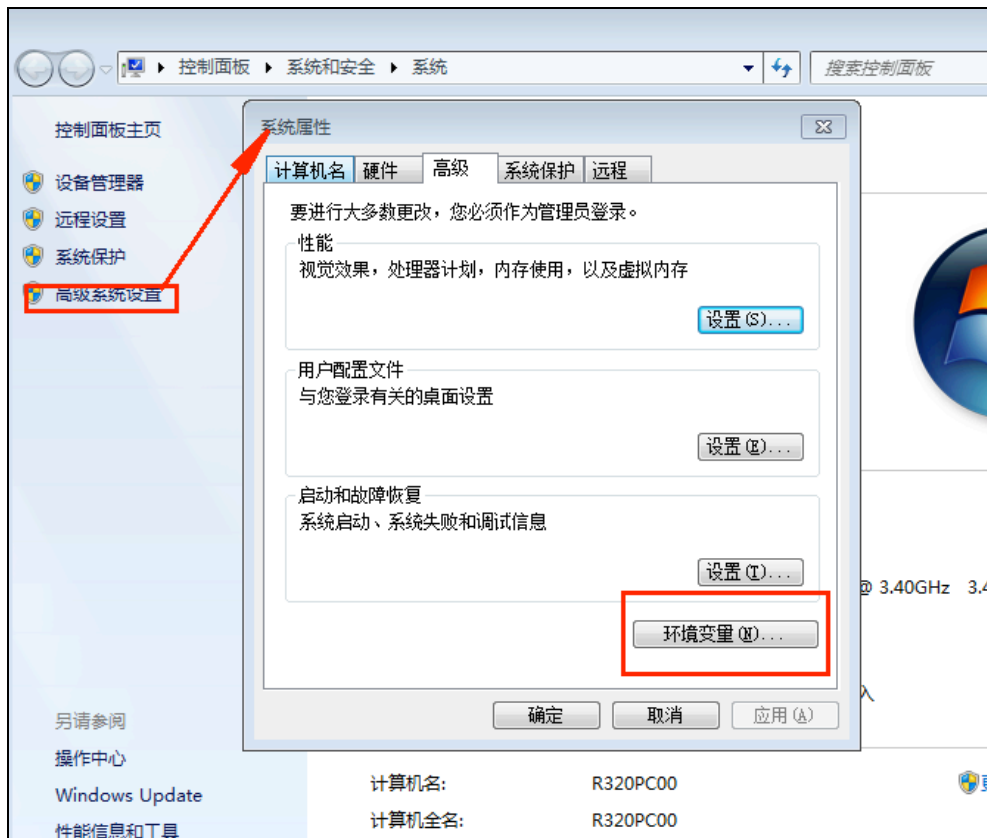 控制面板 系统和安全 系统
搜索控制面板
控制面板主页
设备管理器
远程设置
系统保护
高级系统设置
系统属性
计算机名 硬件 高级 系统保护 远程
要进行大多数更改，您必须作为管理员登录。
性能
视觉效果，处理器计划，内存使用，以及虚拟内存
设置(S)...
用户配置文件
与您登录有关的桌面设置
设置(E)...
启动和故障恢复
系统启动、系统失败和调试信息
设置(T)...
环境变量(N)...
确定 取消 应用(A)
@ 3.40GHz
入
另请参阅
操作中心
Windows Update
性能信息和工具
计算机名: R320PC00
计算机全名: R320PC00